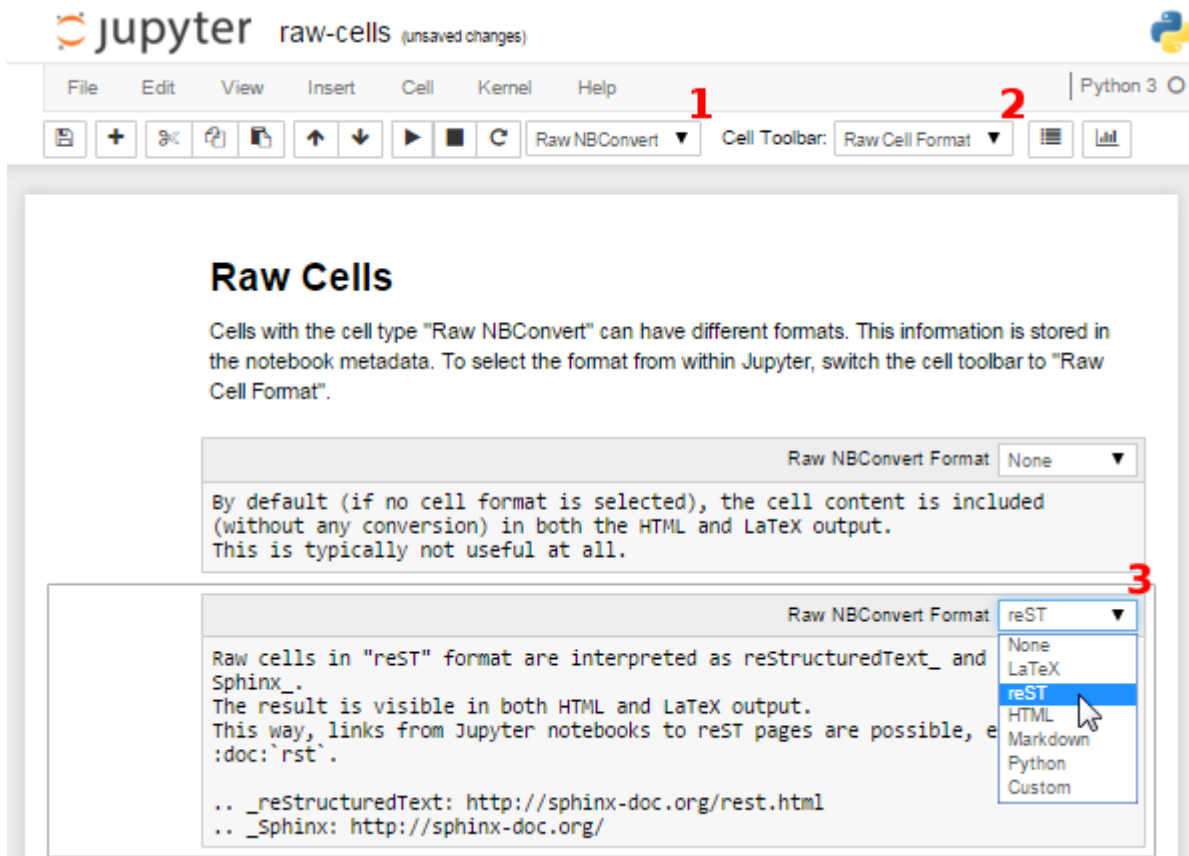 jupyter raw-cells (unsaved changes)
File Edit View Insert Cell Kernel Help Python 3
1 2
Raw NBConvert Cell Toolbar: Raw Cell Format
Raw Cells
Cells with the cell type "Raw NBConvert" can have different formats. This information is stored in
the notebook metadata. To select the format from within Jupyter, switch the cell toolbar to "Raw
Cell Format".
Raw NBConvert Format None
By default (if no cell format is selected), the cell content is included
(without any conversion) in both the HTML and LaTeX output.
This is typically not useful at all.
3
Raw NBConvert Format reST
None
LaTeX
reST
HTML
Markdown
Python
Custom
Raw cells in "reST" format are interpreted as reStructuredText_ and
Sphinx_.
The result is visible in both HTML and LaTeX output.
This way, links from Jupyter notebooks to reST pages are possible, e
:doc:`rst`.
.. _reStructuredText: http://sphinx-doc.org/rest.html
.. _Sphinx: http://sphinx-doc.org/